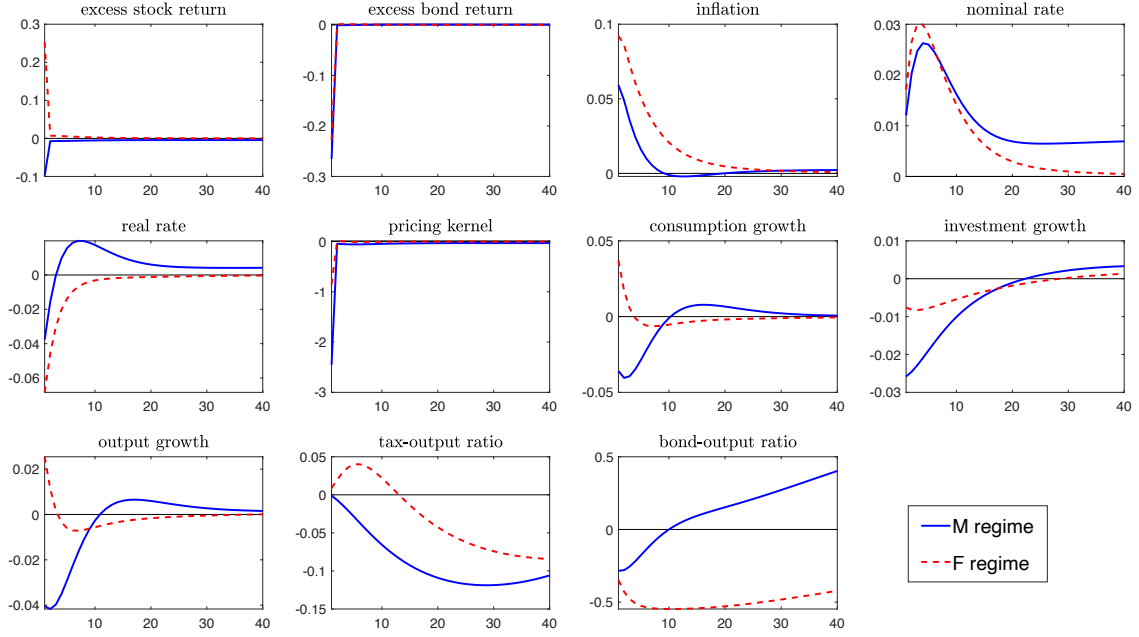 excess stock return
0.3
0.2
0.1
0
-0.1
10 20 30 40
excess bond return
0
-0.1
-0.2
-0.3
10 20 30 40
inflation
0.1
0.05
0
10 20 30 40
nominal rate
0.03
0.02
0.01
0
10 20 30 40
real rate
0
-0.02
-0.04
-0.06
10 20 30 40
pricing kernel
0
-1
-2
-3
10 20 30 40
consumption growth
0.05
0
-0.05
10 20 30 40
investment growth
0.01
0
-0.01
-0.02
-0.03
10 20 30 40
output growth
0.02
0
-0.02
-0.04
10 20 30 40
tax-output ratio
0.05
0
-0.05
-0.1
-0.15
10 20 30 40
bond-output ratio
0.5
0
-0.5
10 20 30 40
M regime
F regime